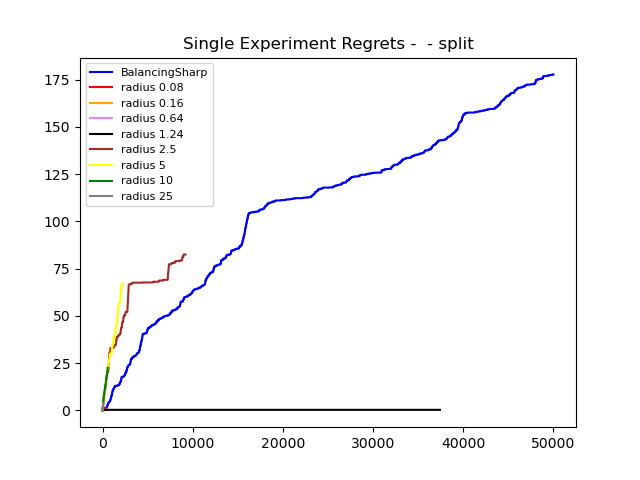 Single Experiment Regrets -  - split
BalancingSharp
radius 0.08
radius 0.16
radius 0.64
radius 1.24
radius 2.5
radius 5
radius 10
radius 25
175
150
125
100
75
50
25
0
0 10000 20000 30000 40000 50000